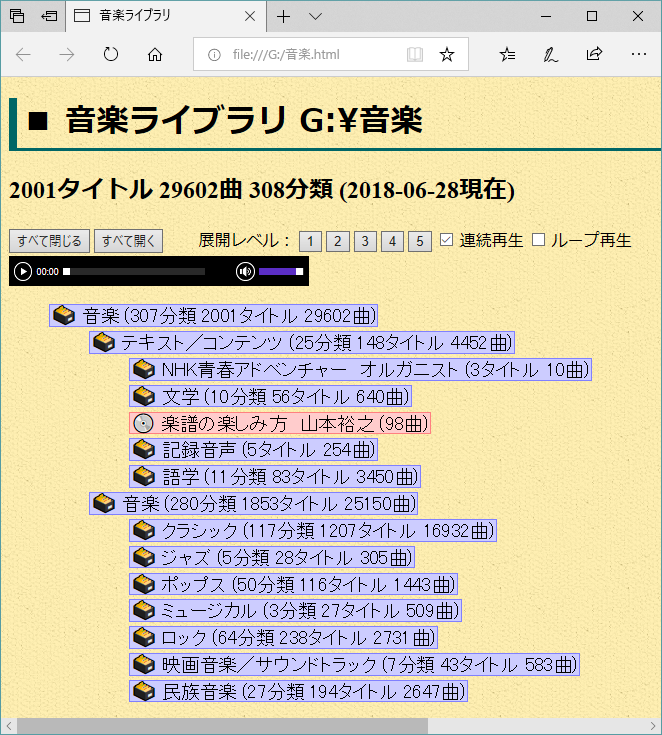 音楽ライブラリ
file:///G:/音楽.html
■ 音楽ライブラリ G:¥音楽
2001タイトル 29602曲 308分類 (2018-06-28現在)
すべて閉じる すべて開く 展開レベル： 1 2 3 4 5 連続再生 ループ再生
00:00
音楽 (307分類 2001タイトル 29602曲)
テキスト／コンテンツ (25分類 148タイトル 4452曲)
NHK青春アドベンチャー　オルガニスト (3タイトル 10曲)
文学 (10分類 56タイトル 640曲)
楽譜の楽しみ方　山本裕之 (98曲)
記録音声 (5タイトル 254曲)
語学 (11分類 83タイトル 3450曲)
音楽 (280分類 1853タイトル 25150曲)
クラシック (117分類 1207タイトル 16932曲)
ジャズ (5分類 28タイトル 305曲)
ポップス (50分類 116タイトル 1443曲)
ミュージカル (3分類 27タイトル 509曲)
ロック (64分類 238タイトル 2731曲)
映画音楽／サウンドトラック (7分類 43タイトル 583曲)
民族音楽 (27分類 194タイトル 2647曲)